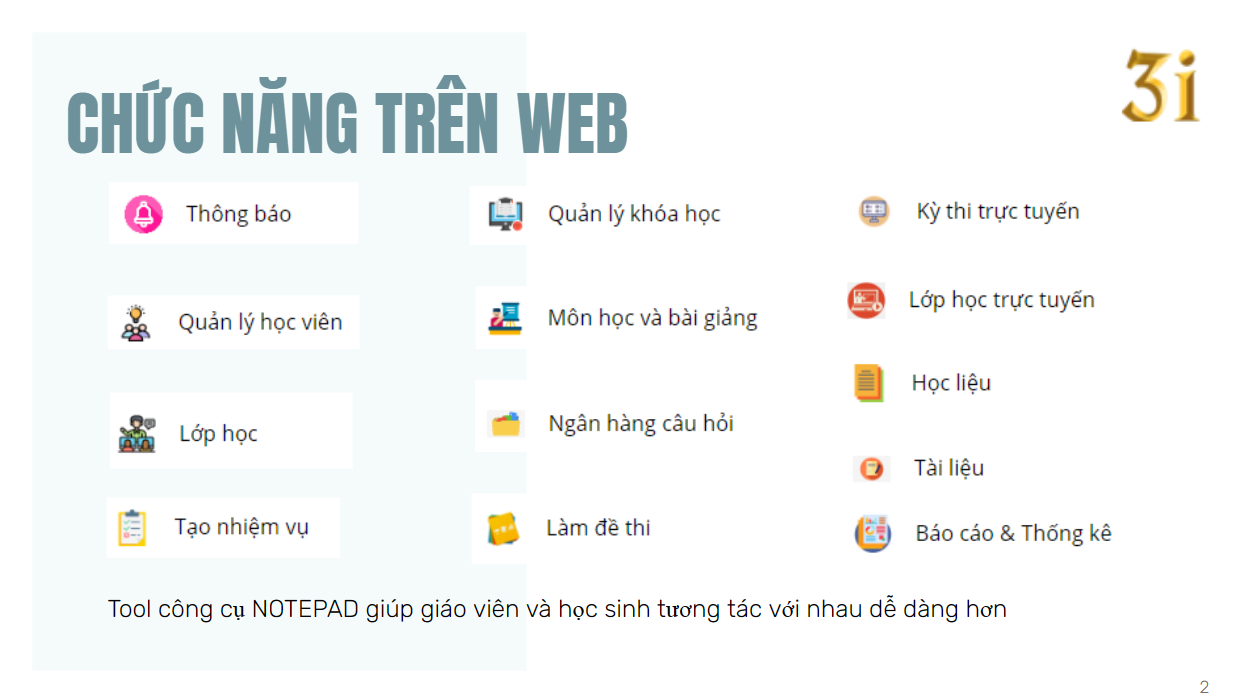 CHỨC NĂNG TRÊN WEB
3i
Thông báo
Quản lý học viên
Lớp học
Tạo nhiệm vụ
Quản lý khóa học
Môn học và bài giảng
Ngân hàng câu hỏi
Làm đề thi
Kỳ thi trực tuyến
Lớp học trực tuyến
Học liệu
Tài liệu
Báo cáo & Thống kê
Tool công cụ NOTEPAD giúp giáo viên và học sinh tương tác với nhau dễ dàng hơn
2